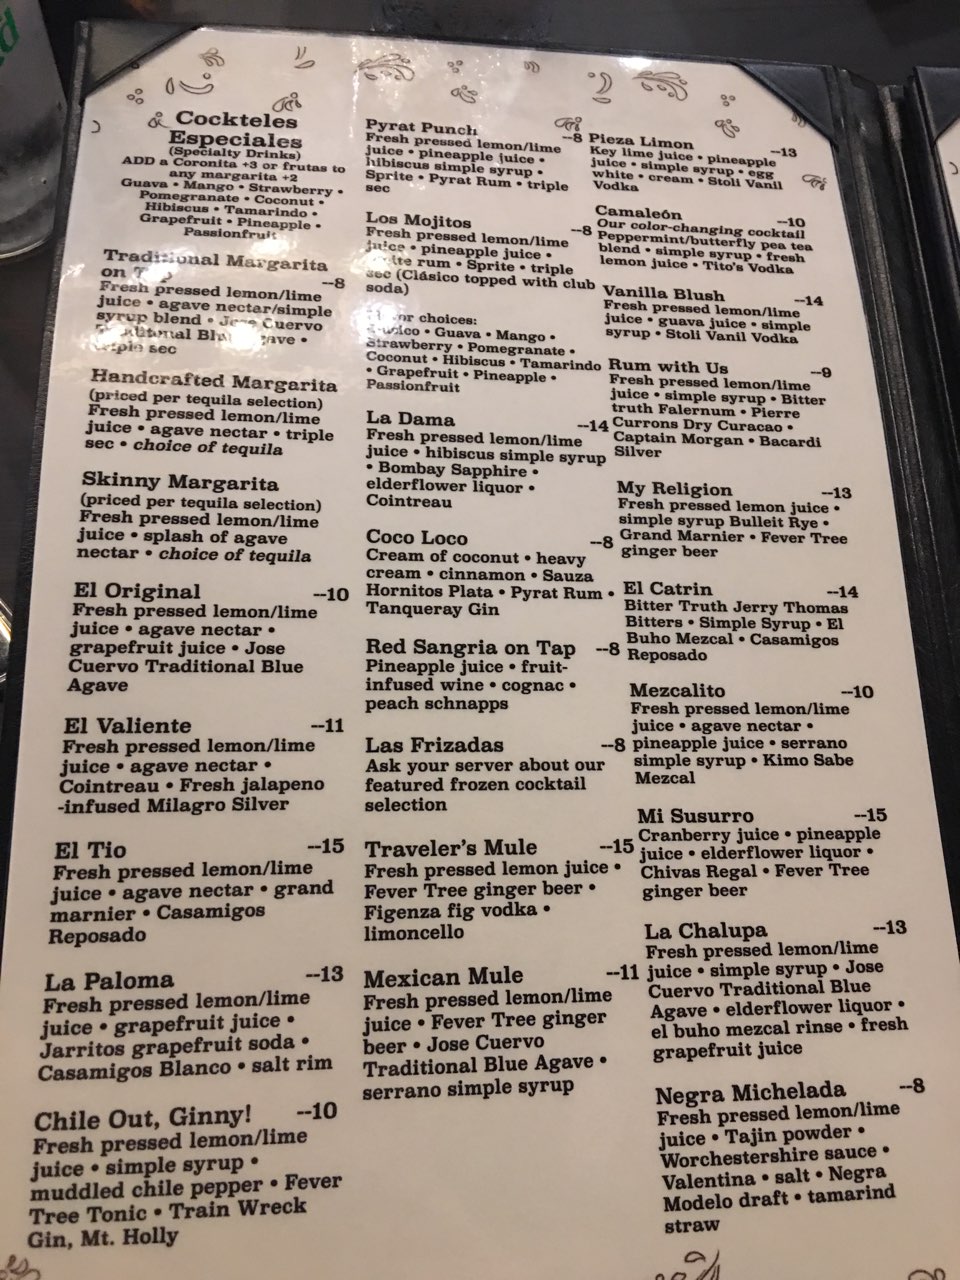 Cockteles
Especiales
(Specialty Drinks)
ADD a Coronita +3 or frutas to
any margarita +2
Guava • Mango • Strawberry •
Pomegranate • Coconut •
Hibiscus • Tamarindo •
Grapefruit • Pineapple •
Passionfruit
Traditional Margarita
on Tap --8
Fresh pressed lemon/lime
juice • agave nectar/simple
syrup blend • Jose Cuervo
Traditional Blue Agave •
triple sec
Handcrafted Margarita
(priced per tequila selection)
Fresh pressed lemon/lime
juice • agave nectar • triple
sec • choice of tequila
Skinny Margarita
(priced per tequila selection)
Fresh pressed lemon/lime
juice • splash of agave
nectar • choice of tequila
El Original --10
Fresh pressed lemon/lime
juice • agave nectar •
grapefruit juice • Jose
Cuervo Traditional Blue
Agave
El Valiente --11
Fresh pressed lemon/lime
juice • agave nectar •
Cointreau • Fresh jalapeno
-infused Milagro Silver
El Tio --15
Fresh pressed lemon/lime
juice • agave nectar • grand
marnier • Casamigos
Reposado
La Paloma --13
Fresh pressed lemon/lime
juice • grapefruit juice •
Jarritos grapefruit soda •
Casamigos Blanco • salt rim
Chile Out, Ginny! --10
Fresh pressed lemon/lime
juice • simple syrup •
muddled chile pepper • Fever
Tree Tonic • Train Wreck
Gin, Mt. Holly
Pyrat Punch --8
Fresh pressed lemon/lime
juice • pineapple juice •
hibiscus simple syrup •
Sprite • Pyrat Rum • triple
sec
Los Mojitos --8
Fresh pressed lemon/lime
juice • pineapple juice •
white rum • Sprite • triple
sec (Clásico topped with club
soda)
Flavor choices:
Clásico • Guava • Mango •
Strawberry • Pomegranate •
Coconut • Hibiscus • Tamarindo
• Grapefruit • Pineapple •
Passionfruit
La Dama --14
Fresh pressed lemon/lime
juice • hibiscus simple syrup
• Bombay Sapphire •
elderflower liquor •
Cointreau
Coco Loco --8
Cream of coconut • heavy
cream • cinnamon • Sauza
Hornitos Plata • Pyrat Rum •
Tanqueray Gin
Red Sangria on Tap --8
Pineapple juice • fruit-
infused wine • cognac •
peach schnapps
Las Frizadas --8
Ask your server about our
featured frozen cocktail
selection
Traveler's Mule --15
Fresh pressed lemon juice •
Fever Tree ginger beer •
Figenza fig vodka •
limoncello
Mexican Mule --11
Fresh pressed lemon/lime
juice • Fever Tree ginger
beer • Jose Cuervo
Traditional Blue Agave •
serrano simple syrup
Pieza Limon --13
Key lime juice • pineapple
juice • simple syrup • egg
white • cream • Stoli Vanil
Vodka
Camaleón --10
Our color-changing cocktail
Peppermint/butterfly pea tea
blend • simple syrup • fresh
lemon juice • Tito's Vodka
Vanilla Blush --14
Fresh pressed lemon/lime
juice • guava juice • simple
syrup • Stoli Vanil Vodka
Rum with Us --9
Fresh pressed lemon/lime
juice • simple syrup • Bitter
truth Falernum • Pierre
Currons Dry Curacao •
Captain Morgan • Bacardi
Silver
My Religion --13
Fresh pressed lemon juice •
simple syrup Bulleit Rye •
Grand Marnier • Fever Tree
ginger beer
El Catrin --14
Bitter Truth Jerry Thomas
Bitters • Simple Syrup • El
Buho Mezcal • Casamigos
Reposado
Mezcalito --10
Fresh pressed lemon/lime
juice • agave nectar •
pineapple juice • serrano
simple syrup • Kimo Sabe
Mezcal
Mi Susurro --15
Cranberry juice • pineapple
juice • elderflower liquor •
Chivas Regal • Fever Tree
ginger beer
La Chalupa --13
Fresh pressed lemon/lime
juice • simple syrup • Jose
Cuervo Traditional Blue
Agave • elderflower liquor •
el buho mezcal rinse • fresh
grapefruit juice
Negra Michelada --8
Fresh pressed lemon/lime
juice • Tajin powder •
Worchestershire sauce •
Valentina • salt • Negra
Modelo draft • tamarind
straw